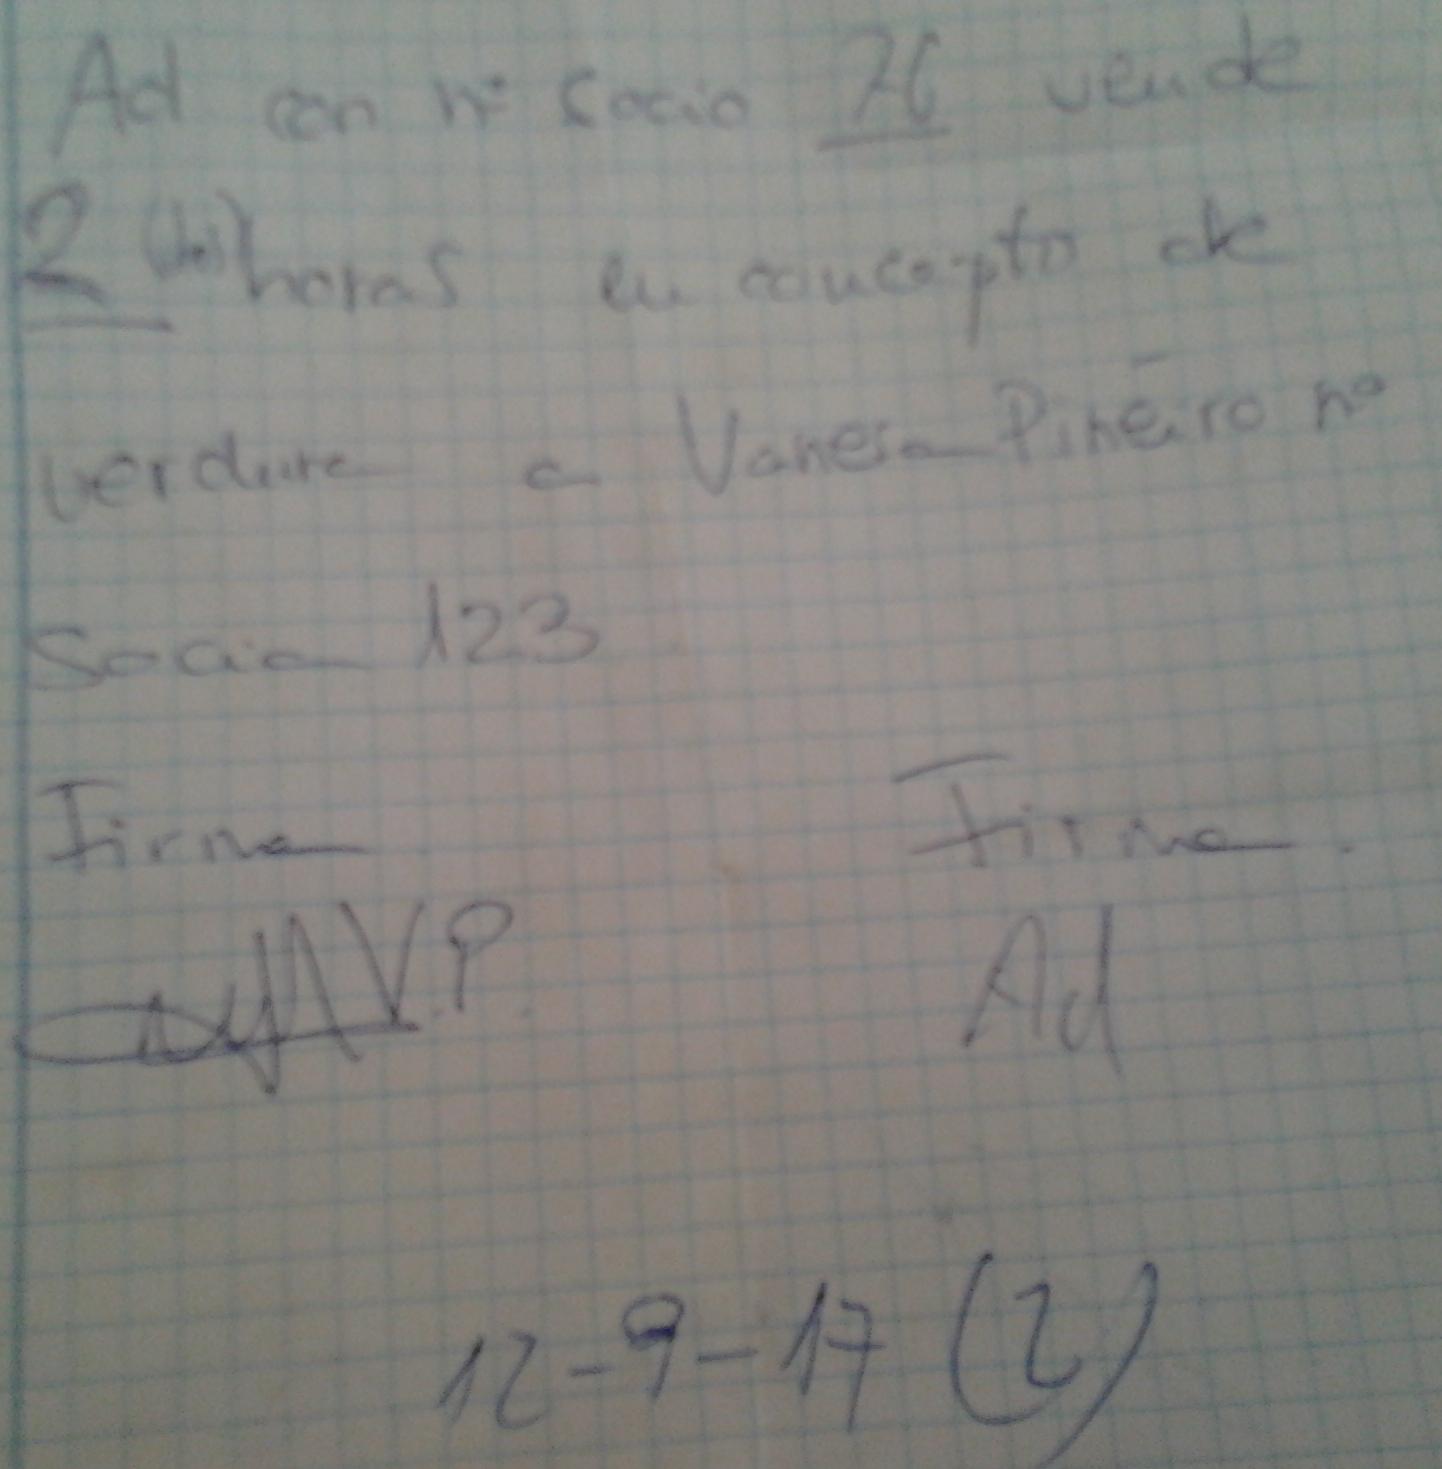 Ad con nº Socio 76 vende
2 (dos) horas en concepto de
verdura a Vanesa Piñeiro nº
Socia 123
Firma Firma.
V.P. Ad
12-9-17 (2)